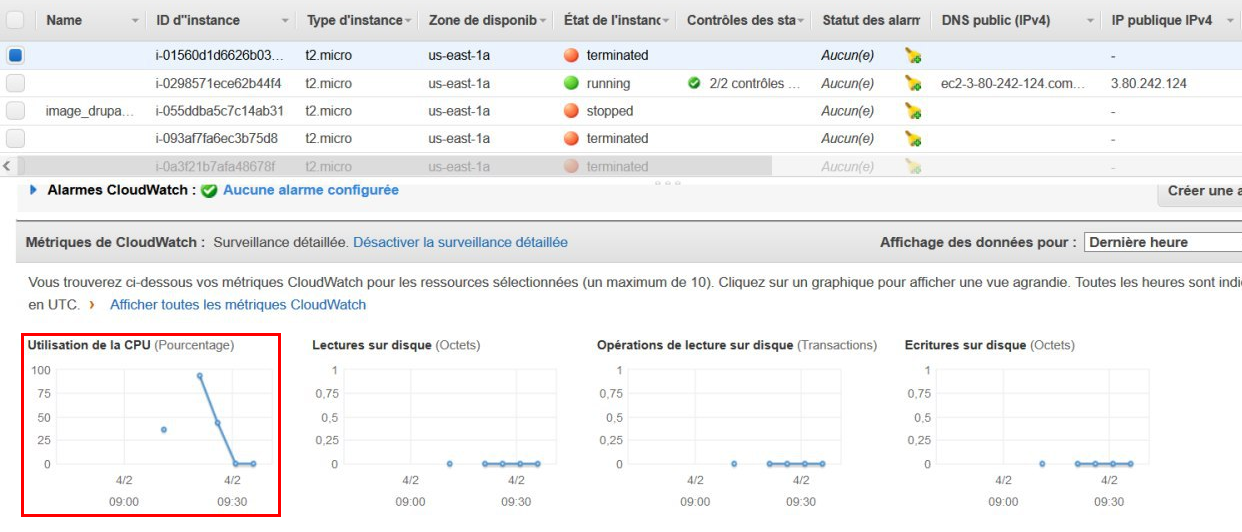 Name ID d"instance Type d'instance Zone de disponib État de l'instanc Contrôles des sta Statut des alarm DNS public (IPv4) IP publique IPv4
i-01560d1d6626b03... t2.micro us-east-1a terminated Aucun(e) -
i-0298571ece62b44f4 t2.micro us-east-1a running 2/2 contrôles ... Aucun(e) ec2-3-80-242-124.com... 3.80.242.124
image_drupa... i-055ddba5c7c14ab31 t2.micro us-east-1a stopped Aucun(e) -
i-093af7fa6ec3b75d8 t2.micro us-east-1a terminated Aucun(e) -
i-0a3f21b7afa48678f t2.micro us-east-1a terminated Aucun(e) -
Alarmes CloudWatch : Aucune alarme configurée Créer une a
Métriques de CloudWatch : Surveillance détaillée. Désactiver la surveillance détaillée Affichage des données pour : Dernière heure
Vous trouverez ci-dessous vos métriques CloudWatch pour les ressources sélectionnées (un maximum de 10). Cliquez sur un graphique pour afficher une vue agrandie. Toutes les heures sont indi
en UTC. › Afficher toutes les métriques CloudWatch
Utilisation de la CPU (Pourcentage) Lectures sur disque (Octets) Opérations de lecture sur disque (Transactions) Ecritures sur disque (Octets)
100 1 1 1
75 0,75 0,75 0,75
50 0,5 0,5 0,5
25 0,25 0,25 0,25
0 0 0 0
4/2 4/2 4/2 4/2 4/2 4/2 4/2 4/2
09:00 09:30 09:00 09:30 09:00 09:30 09:00 09:30